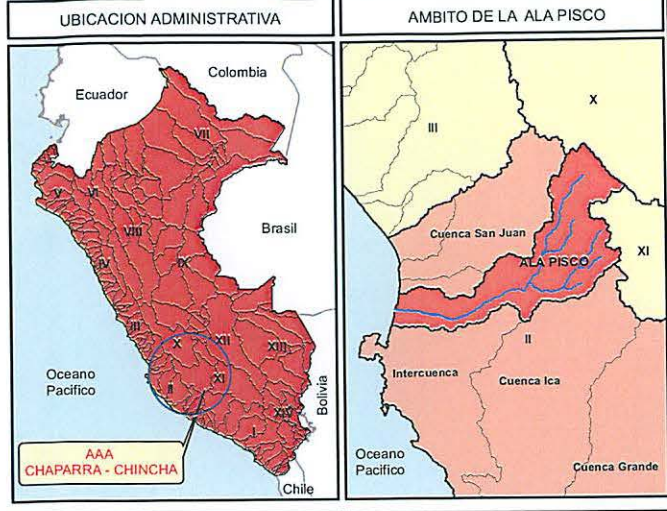 UBICACION ADMINISTRATIVA
Colombia
Ecuador
VII
V
VI
VIII
Brasil
IV
IX
III
X
XII
XIII
II
XI
Oceano
Pacifico
Bolivia
XIV
I
AAA
CHAPARRA - CHINCHA
Chile
AMBITO DE LA ALA PISCO
X
III
Cuenca San Juan
XI
ALA PISCO
II
Intercuenca
Cuenca Ica
Oceano
Pacifico
Cuenca Grande